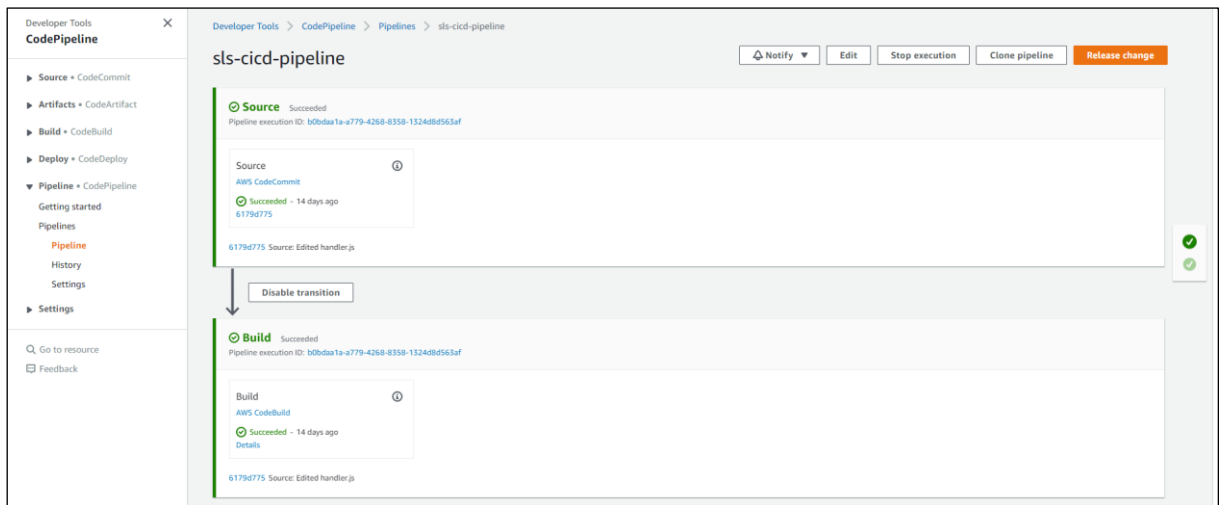 Developer Tools
CodePipeline
Source • CodeCommit
Artifacts • CodeArtifact
Build • CodeBuild
Deploy • CodeDeploy
Pipeline • CodePipeline
Getting started
Pipelines
Pipeline
History
Settings
Settings
Go to resource
Feedback
Developer Tools > CodePipeline > Pipelines > sls-cicd-pipeline
sls-cicd-pipeline
Notify Edit Stop execution Clone pipeline Release change
Source Succeeded
Pipeline execution ID: b0bdaa1a-a779-4268-8358-1324d8d563af
Source
AWS CodeCommit
Succeeded - 14 days ago
6179d775
6179d775 Source: Edited handler.js
Disable transition
Build Succeeded
Pipeline execution ID: b0bdaa1a-a779-4268-8358-1324d8d563af
Build
AWS CodeBuild
Succeeded - 14 days ago
Details
6179d775 Source: Edited handler.js